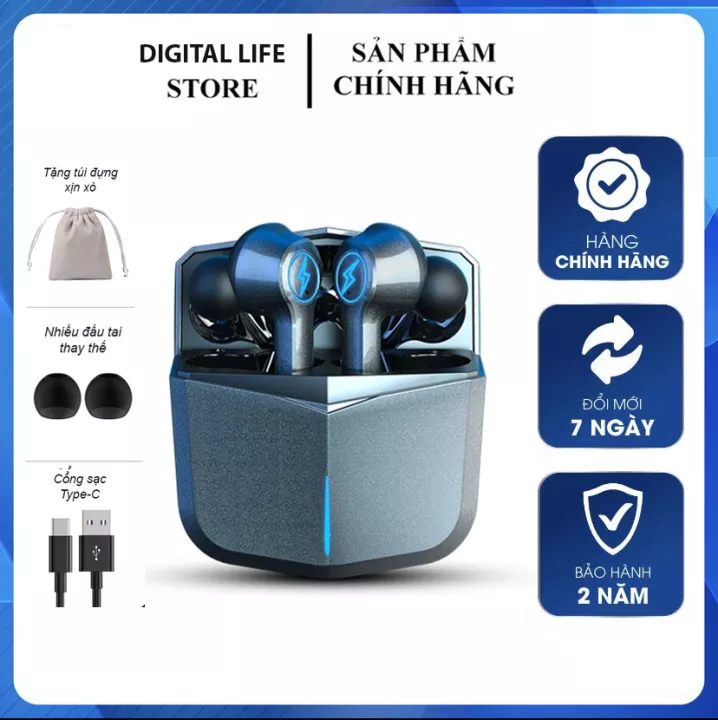 DIGITAL LIFE
STORE
SẢN PHẨM
CHÍNH HÃNG
Tặng túi đựng
xịn xò
Nhiều đầu tai
thay thế
Cổng sạc
Type-C
HÀNG
CHÍNH HÃNG
ĐỔI MỚI
7 NGÀY
BẢO HÀNH
2 NĂM